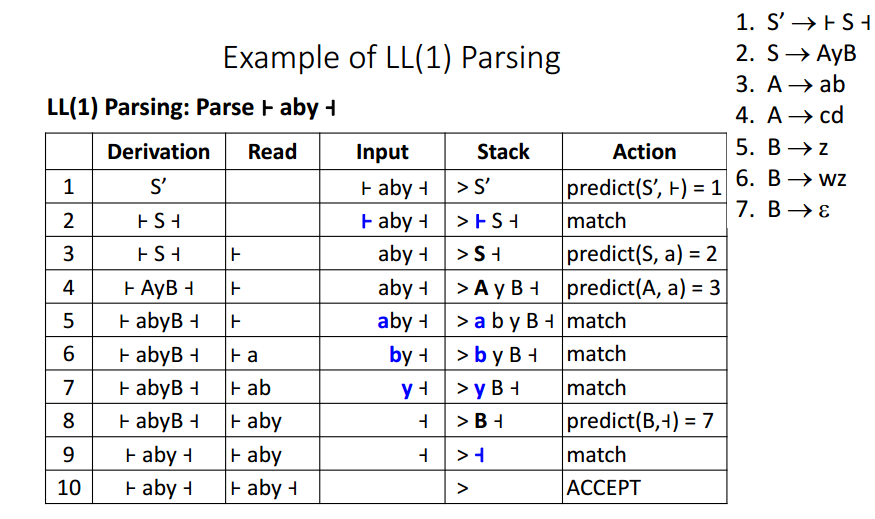 Example of LL(1) Parsing
1. S’ → ⊢ S ⊣
2. S → AyB
3. A → ab
4. A → cd
5. B → z
6. B → wz
7. B → ε
LL(1) Parsing: Parse ⊢ aby ⊣
Derivation Read Input Stack Action
1 S’ ⊢ aby ⊣ > S’ predict(S’, ⊢) = 1
2 ⊢ S ⊣ ⊢ aby ⊣ > ⊢ S ⊣ match
3 ⊢ S ⊣ ⊢ aby ⊣ > S ⊣ predict(S, a) = 2
4 ⊢ AyB ⊣ ⊢ aby ⊣ > A y B ⊣ predict(A, a) = 3
5 ⊢ abyB ⊣ ⊢ aby ⊣ > a b y B ⊣ match
6 ⊢ abyB ⊣ ⊢ a by ⊣ > b y B ⊣ match
7 ⊢ abyB ⊣ ⊢ ab y ⊣ > y B ⊣ match
8 ⊢ abyB ⊣ ⊢ aby ⊣ > B ⊣ predict(B,⊣) = 7
9 ⊢ aby ⊣ ⊢ aby ⊣ > ⊣ match
10 ⊢ aby ⊣ ⊢ aby ⊣ > ACCEPT